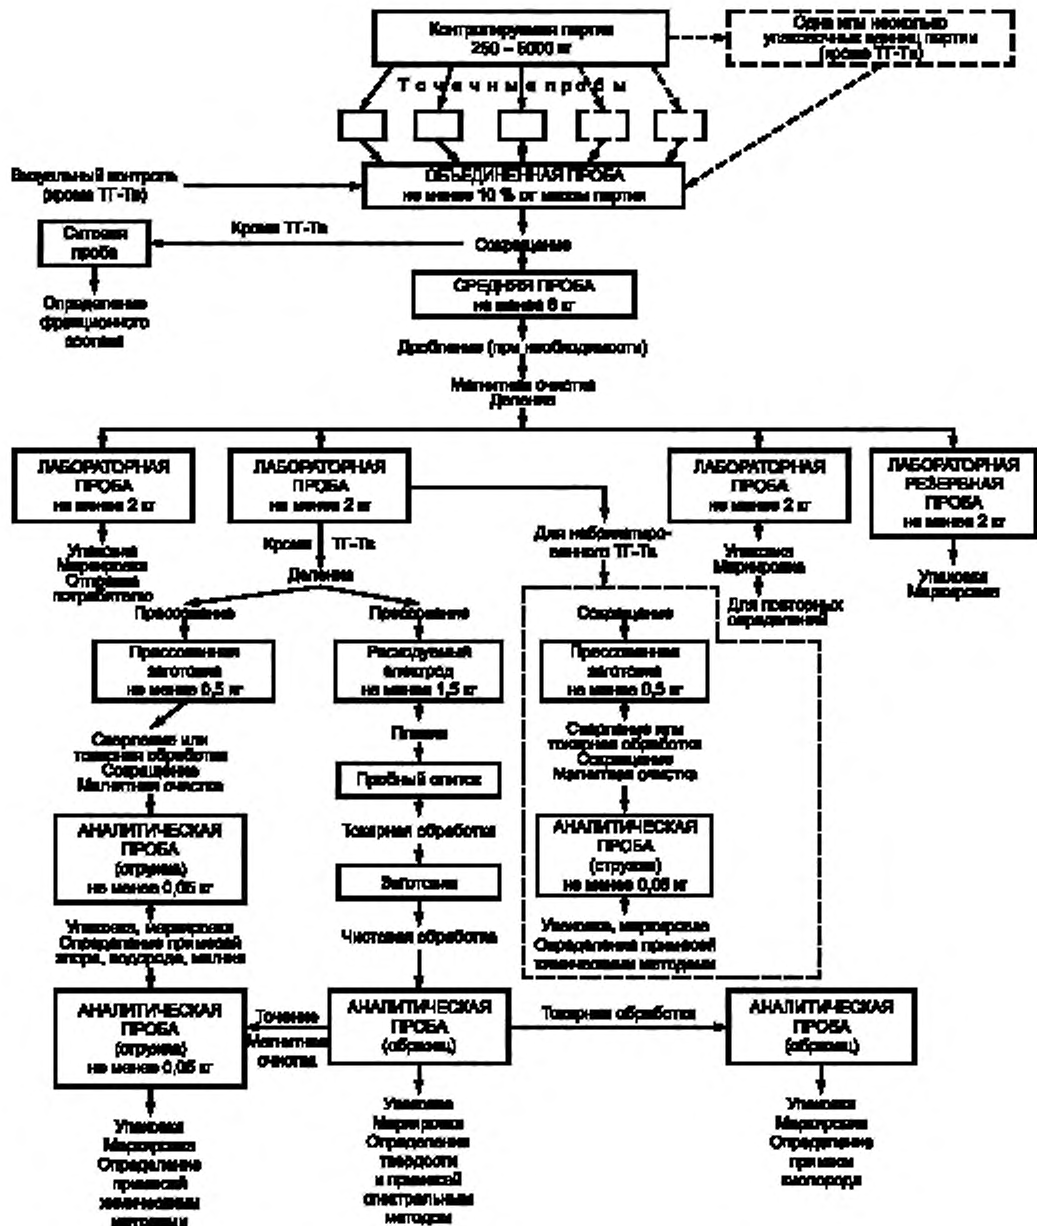 Контролируемая партия
250 – 5000 кг
Одна или несколько
упаковочных единиц партии
(кроме ТГ-Тв)
Точечные пробы
Визуальный контроль
(кроме ТГ-Тв)
ОБЪЕДИНЕННАЯ ПРОБА
не менее 10 % от массы партии
Кроме ТГ-Тв
Ситовая
проба
Сокращение
Определение
фракционного
состава
СРЕДНЯЯ ПРОБА
не менее 6 кг
Дробление (при необходимости)
Магнитная очистка
Деление
ЛАБОРАТОРНАЯ
ПРОБА
не менее 2 кг
ЛАБОРАТОРНАЯ
ПРОБА
не менее 2 кг
ЛАБОРАТОРНАЯ
ПРОБА
не менее 2 кг
ЛАБОРАТОРНАЯ
РЕЗЕРВНАЯ
ПРОБА
не менее 2 кг
Упаковка
Маркировка
Отправка
потребителю
Кроме ТГ-Тв
Деление
Для небрикетиро-
ванного ТГ-Тв
Упаковка
Маркировка
Для повторных
определений
Упаковка
Маркировка
Прессование
Прессование
Сокращение
Прессованная
заготовка
не менее 0,5 кг
Расходуемый
электрод
не менее 1,5 кг
Прессованная
заготовка
не менее 0,5 кг
Сверление или
токарная обработка
Сокращение
Магнитная очистка
Плавка
Пробный слиток
Токарная обработка
Заготовка
Чистовая обработка
Сверление или
токарная обработка
Сокращение
Магнитная очистка
АНАЛИТИЧЕСКАЯ
ПРОБА
(стружка)
не менее 0,05 кг
АНАЛИТИЧЕСКАЯ
ПРОБА
(стружка)
не менее 0,05 кг
Упаковка, маркировка
Определение примесей
хлора, водорода, магния
Упаковка, маркировка
Определение примесей
химическим методом
АНАЛИТИЧЕСКАЯ
ПРОБА
(стружка)
не менее 0,05 кг
Точение
Магнитная
очистка
АНАЛИТИЧЕСКАЯ
ПРОБА
(образец)
Токарная обработка
АНАЛИТИЧЕСКАЯ
ПРОБА
(образец)
Упаковка
Маркировка
Определение
примесей
химическими
методами
Упаковка
Маркировка
Определения
твердости
и примесей
спектральным
методом
Упаковка
Маркировка
Определение
примеси
кислорода